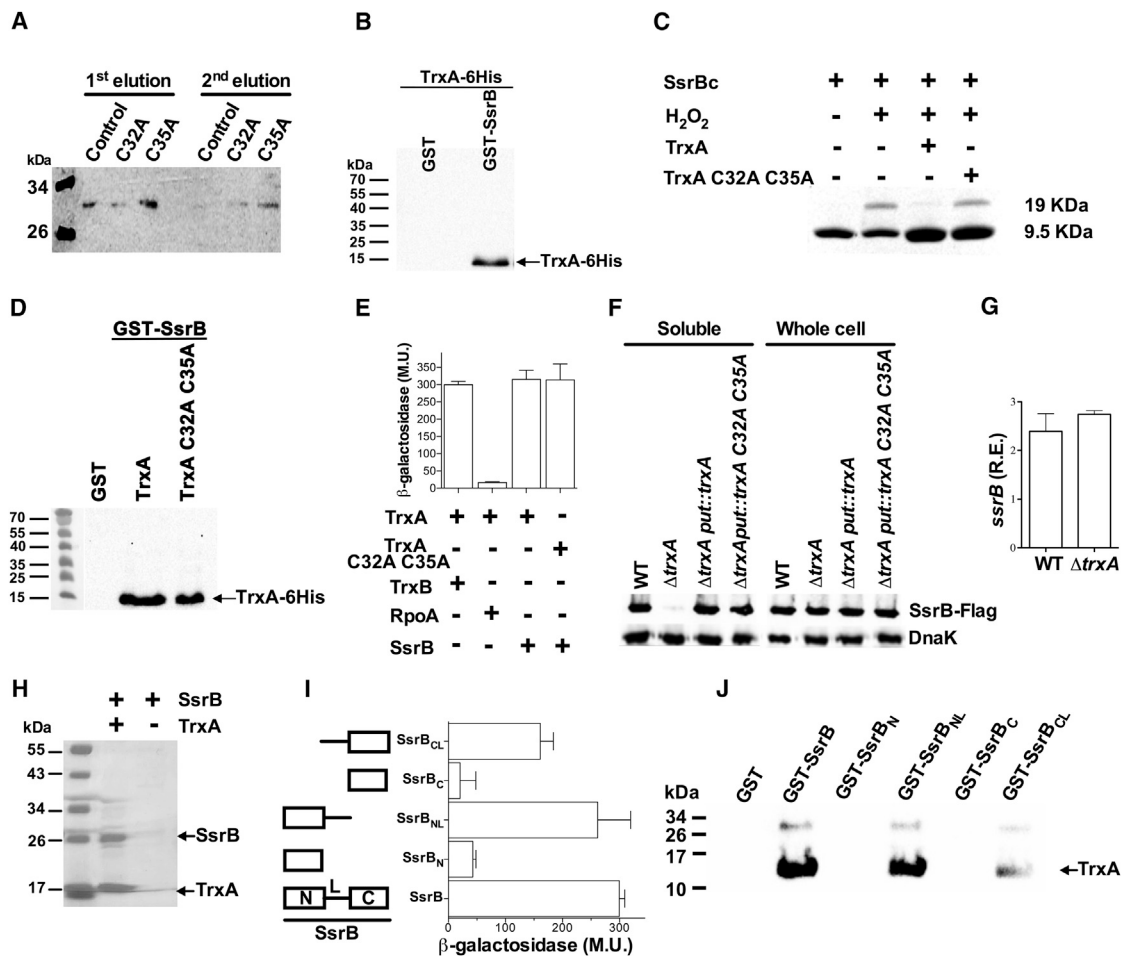 A
1st elution
2nd elution
Control
C32A
C35A
Control
C32A
C35A
kDa
34
26
B
TrxA-6His
GST
GST-SsrB
kDa
70
55
40
35
25
15
TrxA-6His
C
SsrBc + + + +
H2O2 - + + +
TrxA - - + -
TrxA C32A C35A - - - +
19 KDa
9.5 KDa
D
GST-SsrB
GST
TrxA
TrxA C32A C35A
70
55
40
35
25
15
TrxA-6His
E
β-galactosidase (M.U.)
350
300
250
200
150
100
50
0
TrxA + + + -
TrxA
C32A C35A - - - +
TrxB + - - -
RpoA - + - -
SsrB - - + +
F
Soluble
Whole cell
WT
ΔtrxA
ΔtrxA put::trxA
ΔtrxAput::trxA C32A C35A
WT
ΔtrxA
ΔtrxA put::trxA
ΔtrxA put::trxA C32A C35A
SsrB-Flag
DnaK
G
ssrB (R.E.)
3
2
1
0
WT ΔtrxA
H
+ + SsrB
+ - TrxA
kDa
55
43
34
26
17
SsrB
TrxA
I
SsrBCL
SsrBC
SsrBNL
SsrBN
SsrB
N L C
SsrB
0 100 200 300
β-galactosidase (M.U.)
J
GST
GST-SsrB
GST-SsrBN
GST-SsrBNL
GST-SsrBC
GST-SsrBCL
kDa
34
26
17
10
TrxA